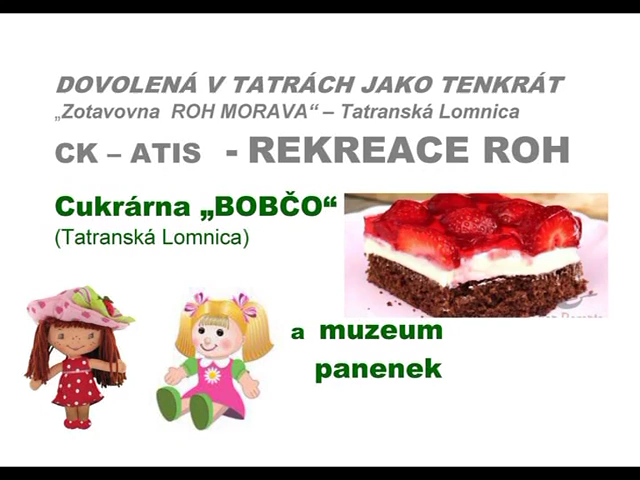 DOVOLENÁ V TATRÁCH JAKO TENKRÁT
„Zotavovna ROH MORAVA“ – Tatranská Lomnica
CK – ATIS - REKREACE ROH
Cukrárna „BOBČO“
(Tatranská Lomnica)
a muzeum
panenek